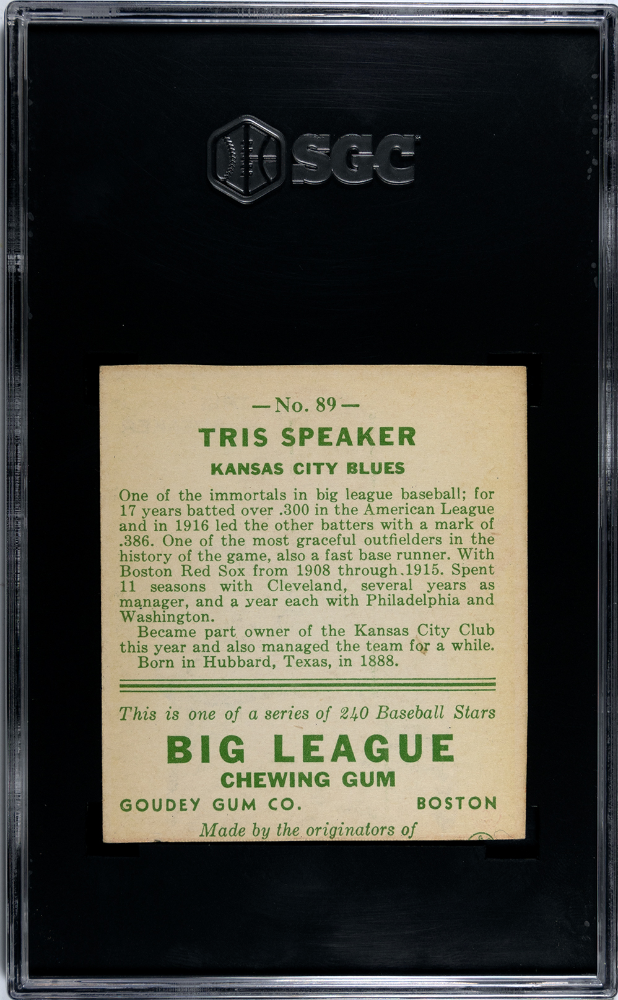 SGC
— No. 89 —
TRIS SPEAKER
KANSAS CITY BLUES
One of the immortals in big league baseball; for
17 years batted over .300 in the American League
and in 1916 led the other batters with a mark of
.386. One of the most graceful outfielders in the
history of the game, also a fast base runner. With
Boston Red Sox from 1908 through 1915. Spent
11 seasons with Cleveland, several years as
manager, and a year each with Philadelphia and
Washington.
Became part owner of the Kansas City Club
this year and also managed the team for a while.
Born in Hubbard, Texas, in 1888.
This is one of a series of 240 Baseball Stars
BIG LEAGUE
CHEWING GUM
GOUDEY GUM CO. BOSTON
Made by the originators of